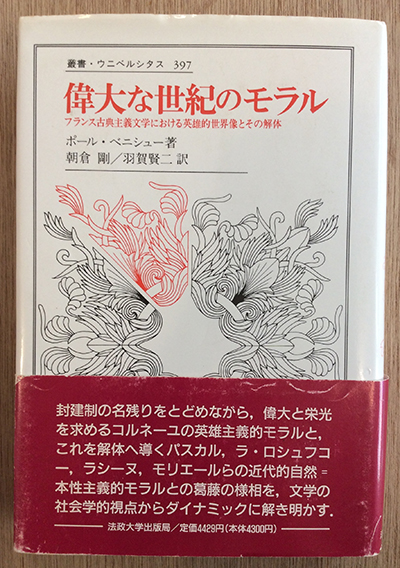 叢書・ウニベルシタス 397
偉大な世紀のモラル
フランス古典主義文学における英雄的世界像とその解体
ポール・ベニシュー著
朝倉 剛／羽賀賢二 訳
封建制の名残りをとどめながら，偉大と栄光
を求めるコルネーユの英雄主義的モラルと，
これを解体へ導くパスカル，ラ・ロシュフコ
ー，ラシーヌ，モリエールらの近代的自然＝
本性主義的モラルとの葛藤の様相を，文学の
社会学的視点からダイナミックに解き明かす．
法政大学出版局／定価4429円（本体4300円）